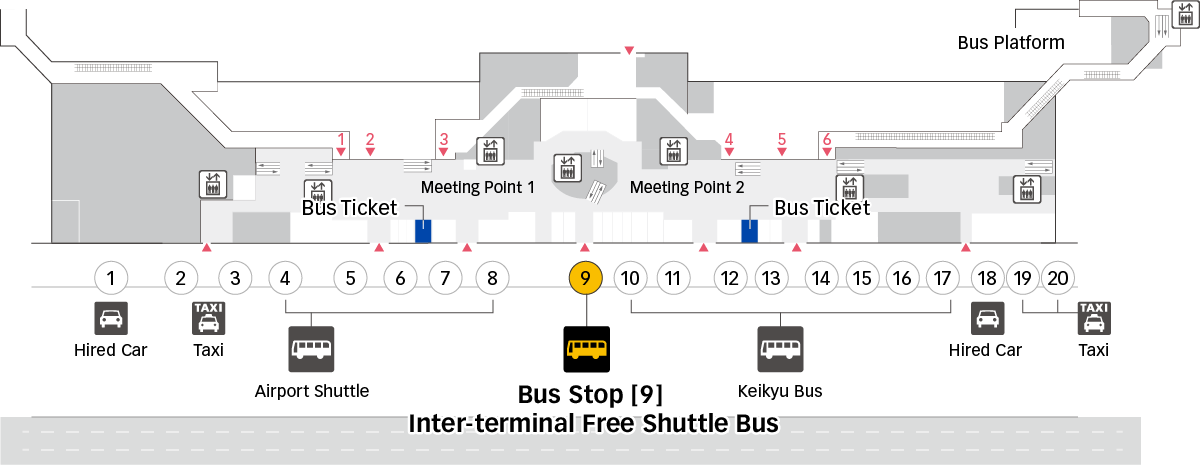 Bus Platform
1 2 3 4 5 6
Meeting Point 1
Meeting Point 2
Bus Ticket
Bus Ticket
1 2 3 4 5 6 7 8 9 10 11 12 13 14 15 16 17 18 19 20
TAXI
TAXI
Hired Car
Taxi
Hired Car
Taxi
Airport Shuttle
Keikyu Bus
Bus Stop [9]
Inter-terminal Free Shuttle Bus